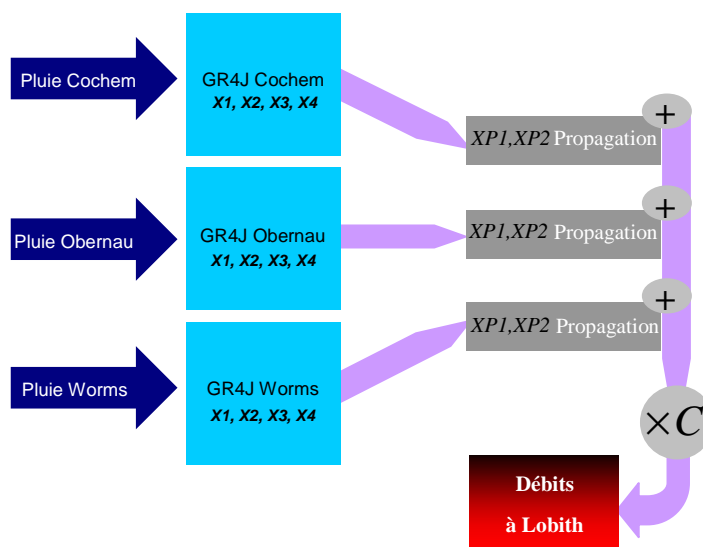 Pluie Cochem
GR4J Cochem
X1, X2, X3, X4
XP1,XP2 Propagation
+
Pluie Obernau
GR4J Obernau
X1, X2, X3, X4
XP1,XP2 Propagation
+
Pluie Worms
GR4J Worms
X1, X2, X3, X4
XP1,XP2 Propagation
+
×C
Débits
à Lobith